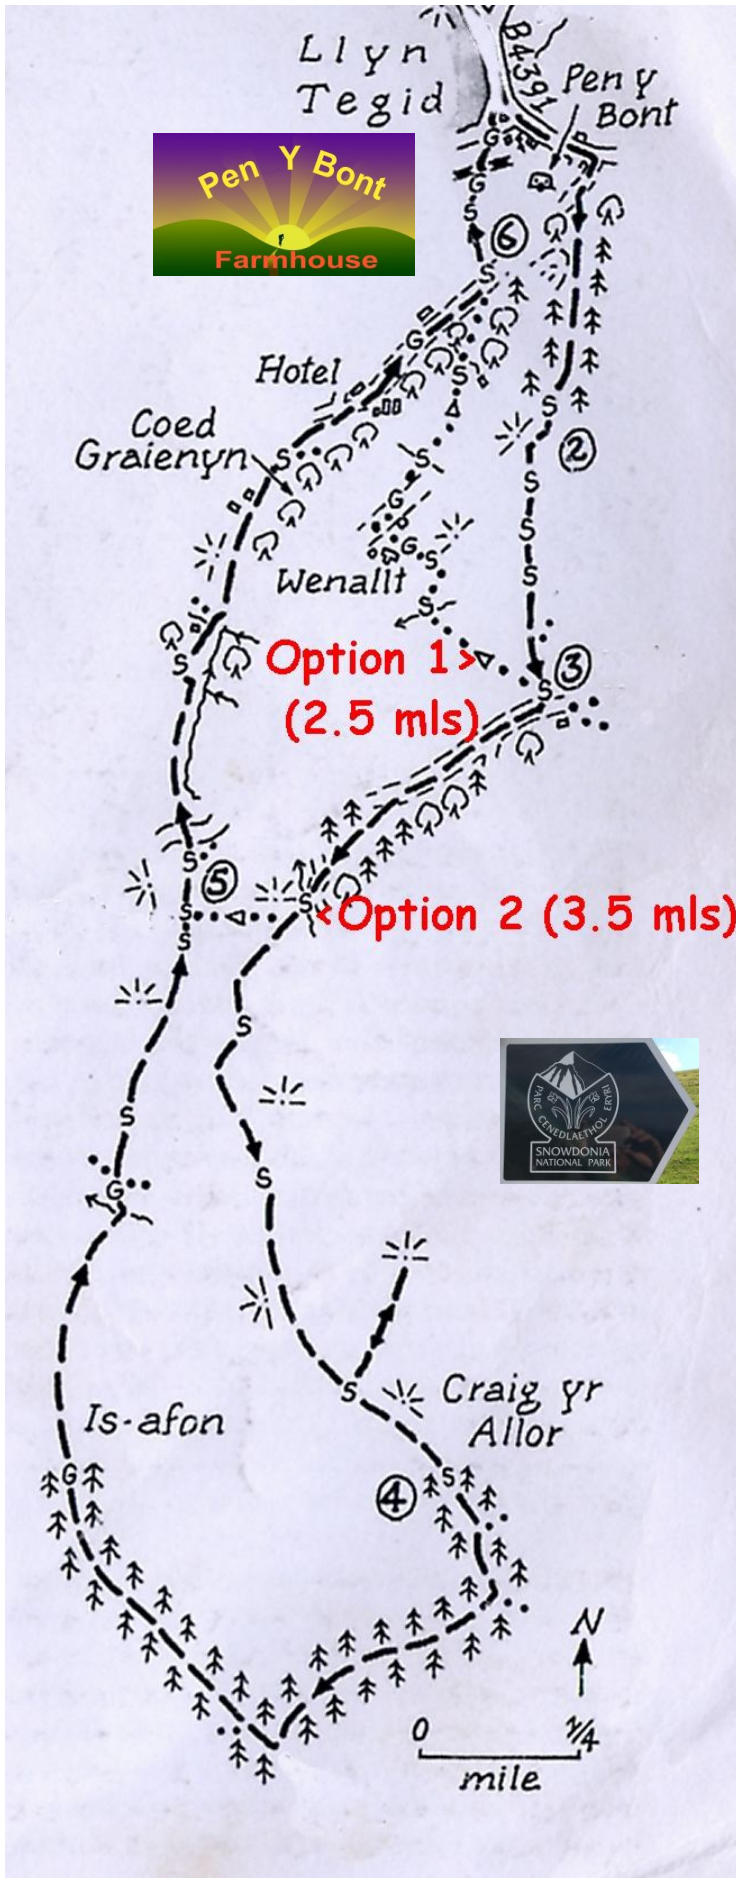 Llyn
Tegid
B4391
Pen y
Bont
Pen Y Bont
Farmhouse
G
G
S
6
S
G
Hotel
S
S
Coed
Graienyn
S
2
S
S
G
S
G
S
S
Wenallt
S
S
Option 1>
(2.5 mls)
3
S
S
5
S
S
S
<Option 2 (3.5 mls)
S
S
PARC CENEDLAETHOL ERYRI
SNOWDONIA
NATIONAL PARK
G
S
S
Craig yr
Allor
Is-afon
G
S
4
N
0
1/4
mile